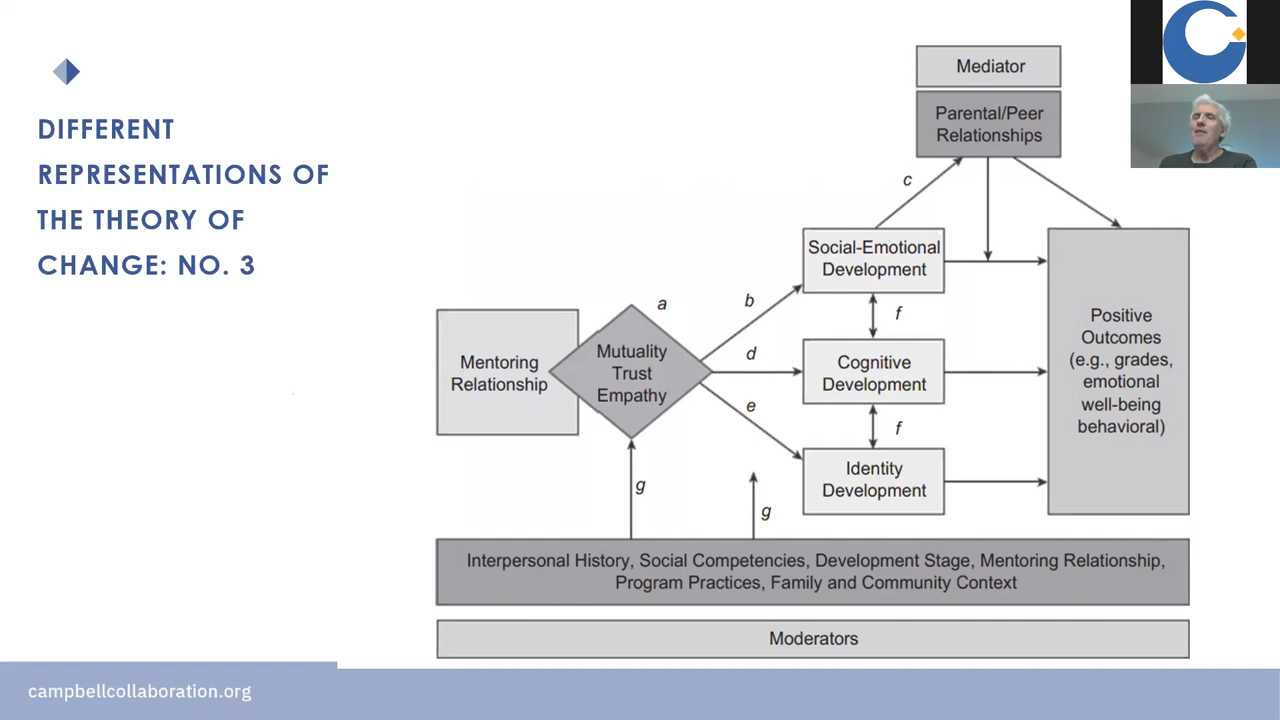 DIFFERENT
REPRESENTATIONS OF
THE THEORY OF
CHANGE: NO. 3
Mediator
Parental/Peer
Relationships
c
Social-Emotional
Development
a
b
f
Mentoring
Relationship
Mutuality
Trust
Empathy
d
Cognitive
Development
Positive
Outcomes
(e.g., grades,
emotional
well-being
behavioral)
e
f
Identity
Development
g
g
Interpersonal History, Social Competencies, Development Stage, Mentoring Relationship,
Program Practices, Family and Community Context
Moderators
campbellcollaboration.org